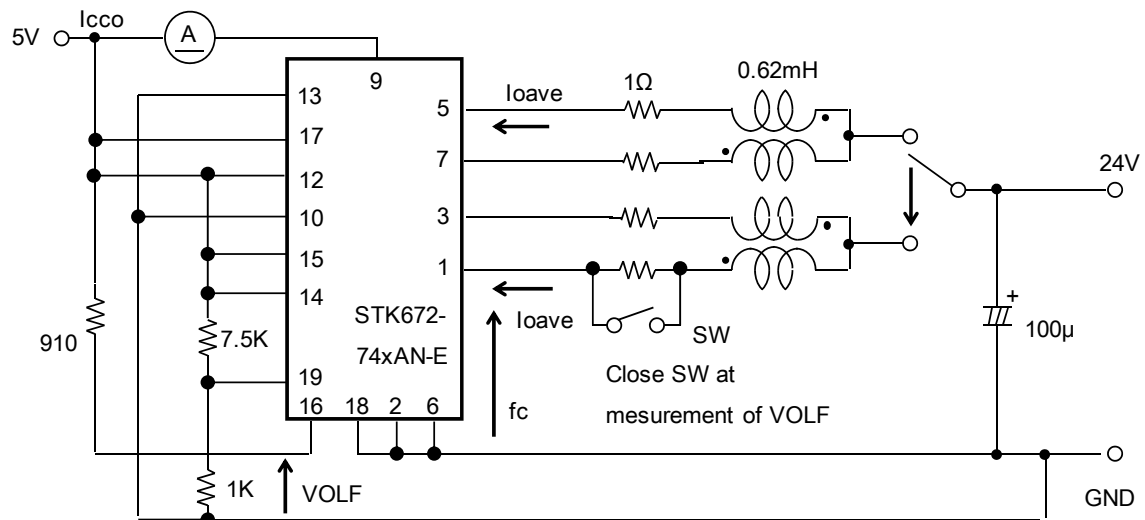 Icco
5V
A
9
0.62mH
1Ω
13
5
Ioave
17
7
24V
12
10
3
15
1
14
STK672-
Ioave
SW
+
100µ
910
7.5K
74xAN-E
Close SW at
19
mesurement of VOLF
16
18
2
6
fc
1K
VOLF
GND